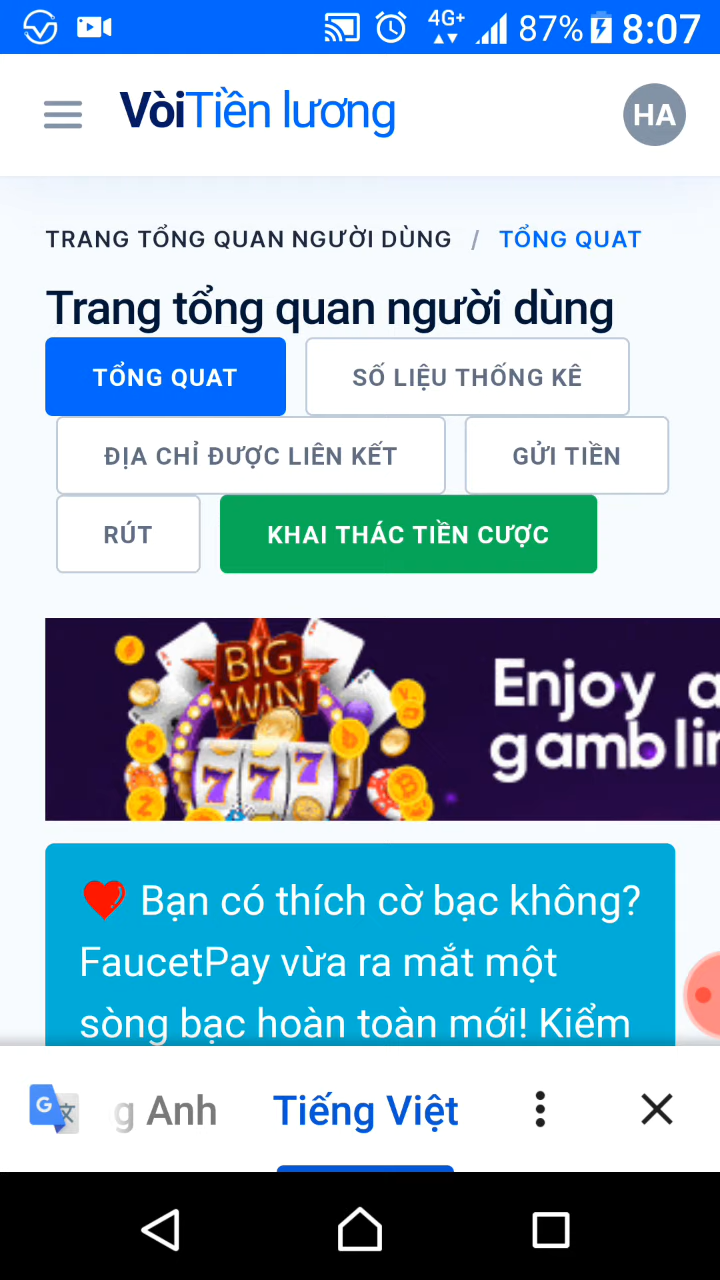 4G+ 87% 8:07
VòiTiền lương
HA
TRANG TỔNG QUAN NGƯỜI DÙNG / TỔNG QUAT
Trang tổng quan người dùng
TỔNG QUAT SỐ LIỆU THỐNG KÊ
ĐỊA CHỈ ĐƯỢC LIÊN KẾT GỬI TIỀN
RÚT KHAI THÁC TIỀN CƯỢC
BIG
WIN
777
Enjoy a
gamblin
Bạn có thích cờ bạc không?
FaucetPay vừa ra mắt một
sòng bạc hoàn toàn mới! Kiểm
G 文 g Anh Tiếng Việt